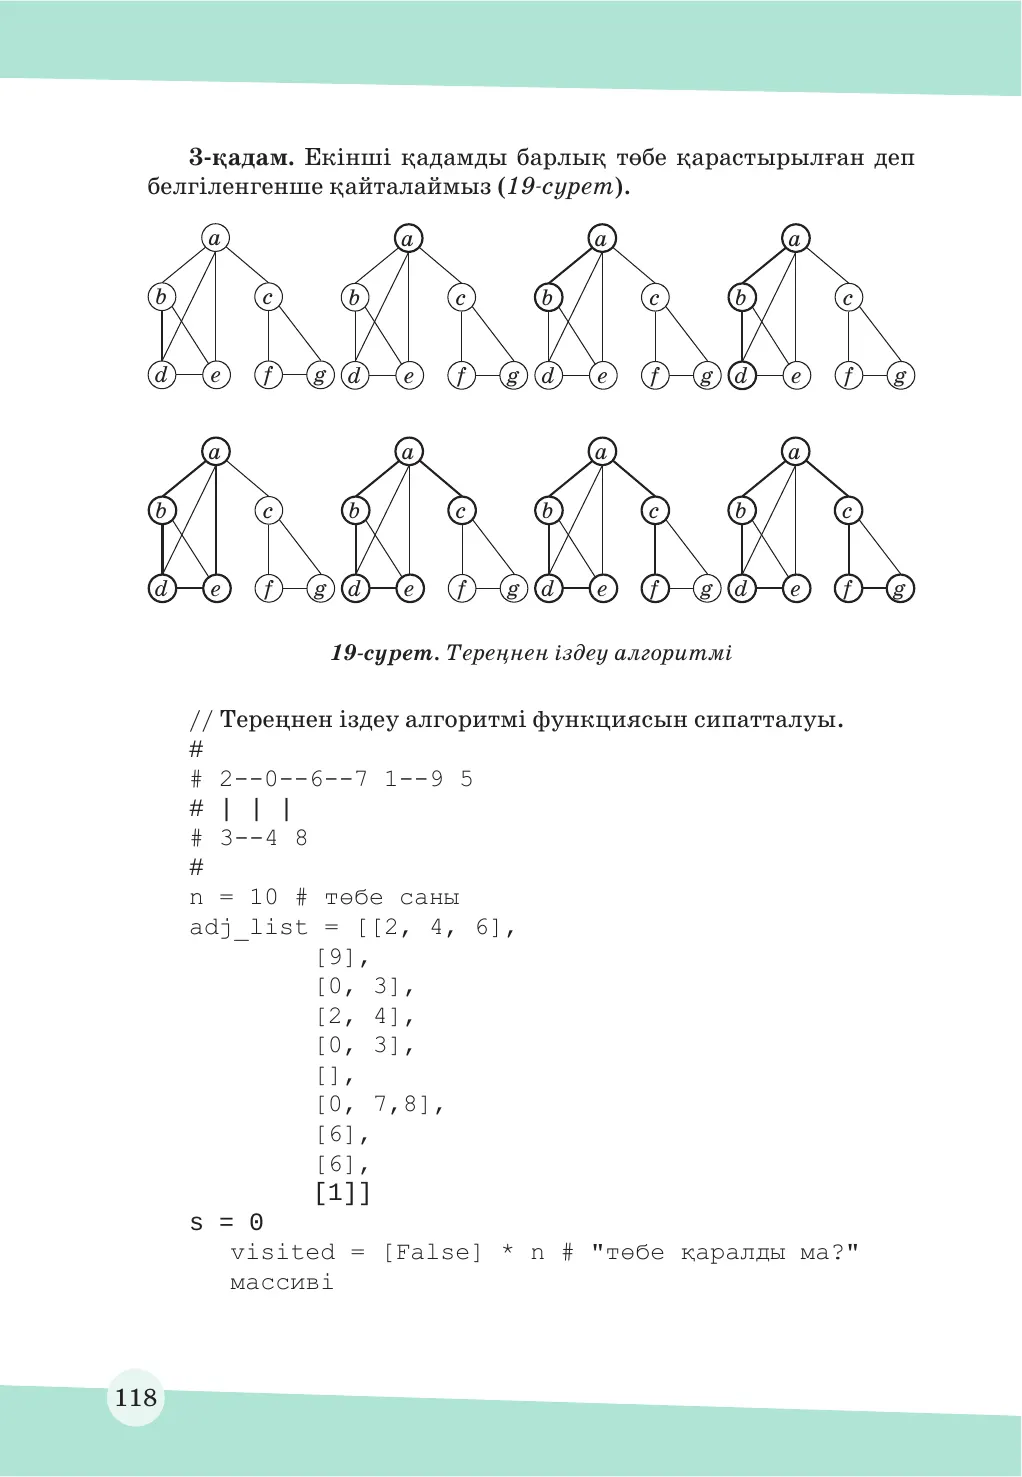 3-қадам. Екінші қадамды барлық төбе қарастырылған деп
белгіленгенше қайталаймыз (19-сурет).
a a a a
b c b c b c b c
d e f g d e f g d e f g d e f g
a a a a
b c b c b c b c
d e f g d e f g d e f g d e f g
19-сурет. Тереңнен іздеу алгоритмі
// Тереңнен іздеу алгоритмі функциясын сипатталуы.
#
# 2--0--6--7 1--9 5
# | | |
# 3--4 8
#
n = 10 # төбе саны
adj_list = [[2, 4, 6],
[9],
[0, 3],
[2, 4],
[0, 3],
[],
[0, 7,8],
[6],
[6],
[1]]
s = 0
visited = [False] * n # "төбе қаралды ма?"
массиві
118